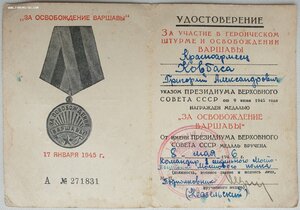 "ЗА ОСВОБОЖДЕНИЕ
ВАРШАВЫ"
17 ЯНВАРЯ 1945 г.
А № 271831
УДОСТОВЕРЕНИЕ
ЗА УЧАСТИЕ В ГЕРОИЧЕСКОМ
ШТУРМЕ И ОСВОБОЖДЕНИИ
ВАРШАВЫ
Красноармеец
Ковбаса
Григорий Александрович
УКАЗОМ ПРЕЗИДИУМА ВЕРХОВНОГО
СОВЕТА СССР от 9 июня 1945 года
НАГРАЖДЕН МЕДАЛЬЮ
"ЗА ОСВОБОЖДЕНИЕ
ВАРШАВЫ"
От имени ПРЕЗИДИУМА ВЕРХОВНОГО
СОВЕТА СССР МЕДАЛЬ ВРУЧЕНА
8 мая